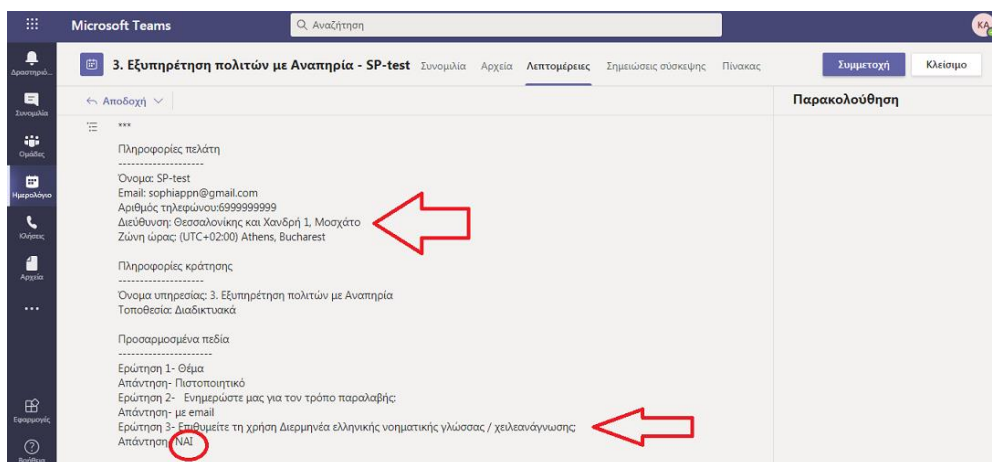 Microsoft Teams
Αναζήτηση
KA
Δραστηριό...
Συνομιλία
Ομάδες
Ημερολόγιο
Κλήσεις
Αρχεία
Εφαρμογές
Βοήθεια
3. Εξυπηρέτηση πολιτών με Αναπηρία - SP-test Συνομιλία Αρχεία Λεπτομέρειες Σημειώσεις σύσκεψης Πίνακας Συμμετοχή Κλείσιμο
Αποδοχή
Παρακολούθηση
***
Πληροφορίες πελάτη
--------------------
Όνομα: SP-test
Email: sophiappn@gmail.com
Αριθμός τηλεφώνου:6999999999
Διεύθυνση: Θεσσαλονίκης και Χανδρή 1, Μοσχάτο
Ζώνη ώρας: (UTC+02:00) Athens, Bucharest
Πληροφορίες κράτησης
--------------------
Όνομα υπηρεσίας: 3. Εξυπηρέτηση πολιτών με Αναπηρία
Τοποθεσία: Διαδικτυακά
Προσαρμοσμένα πεδία
----------------------
Ερώτηση 1- Θέμα
Απάντηση- Πιστοποιητικό
Ερώτηση 2- Ενημερώστε μας για τον τρόπο παραλαβής:
Απάντηση- με email
Ερώτηση 3- Επιθυμείτε τη χρήση Διερμηνέα ελληνικής νοηματικής γλώσσας / χειλεανάγνωσης;
Απάντηση- ΝΑΙ